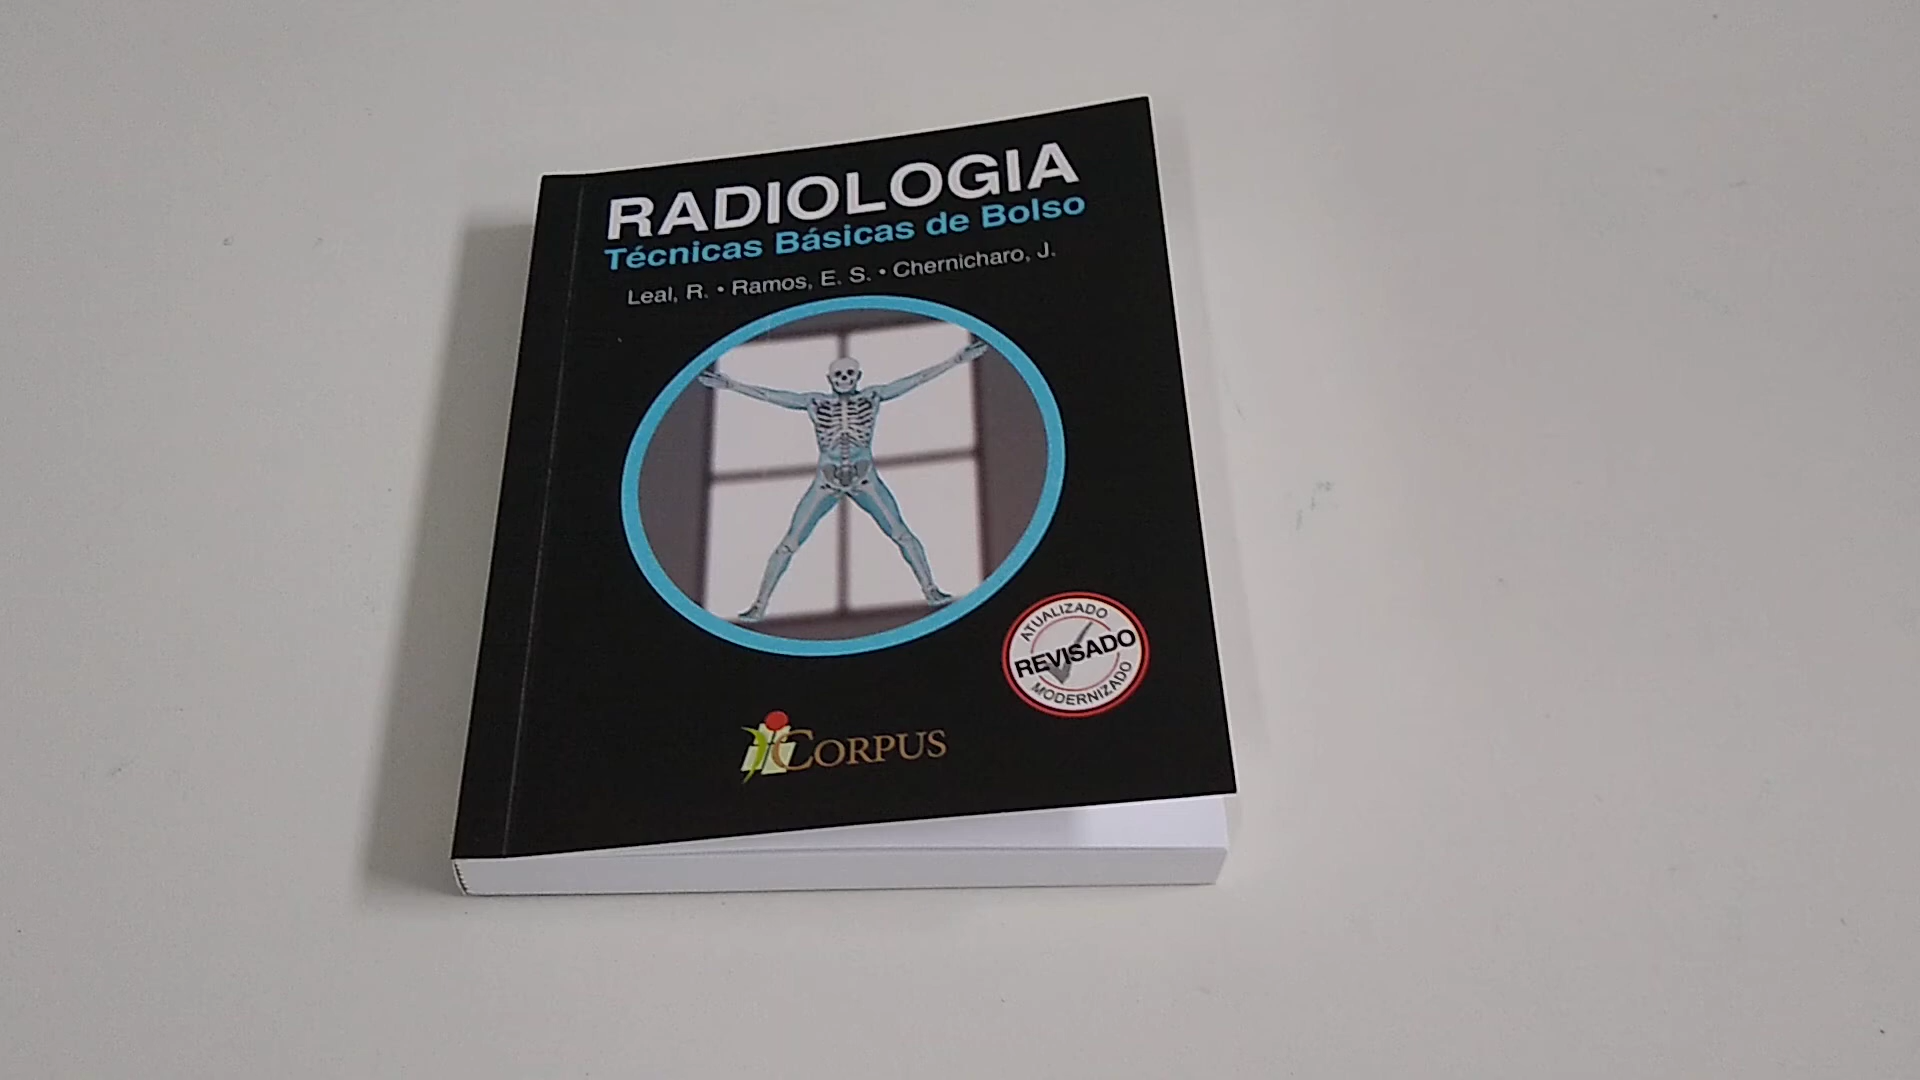 RADIOLOGIA
Técnicas Básicas de Bolso
Leal, R. • Ramos, E. S. • Chernicharo, J.
ATUALIZADO
REVISADO
MODERNIZADO
CORPUS